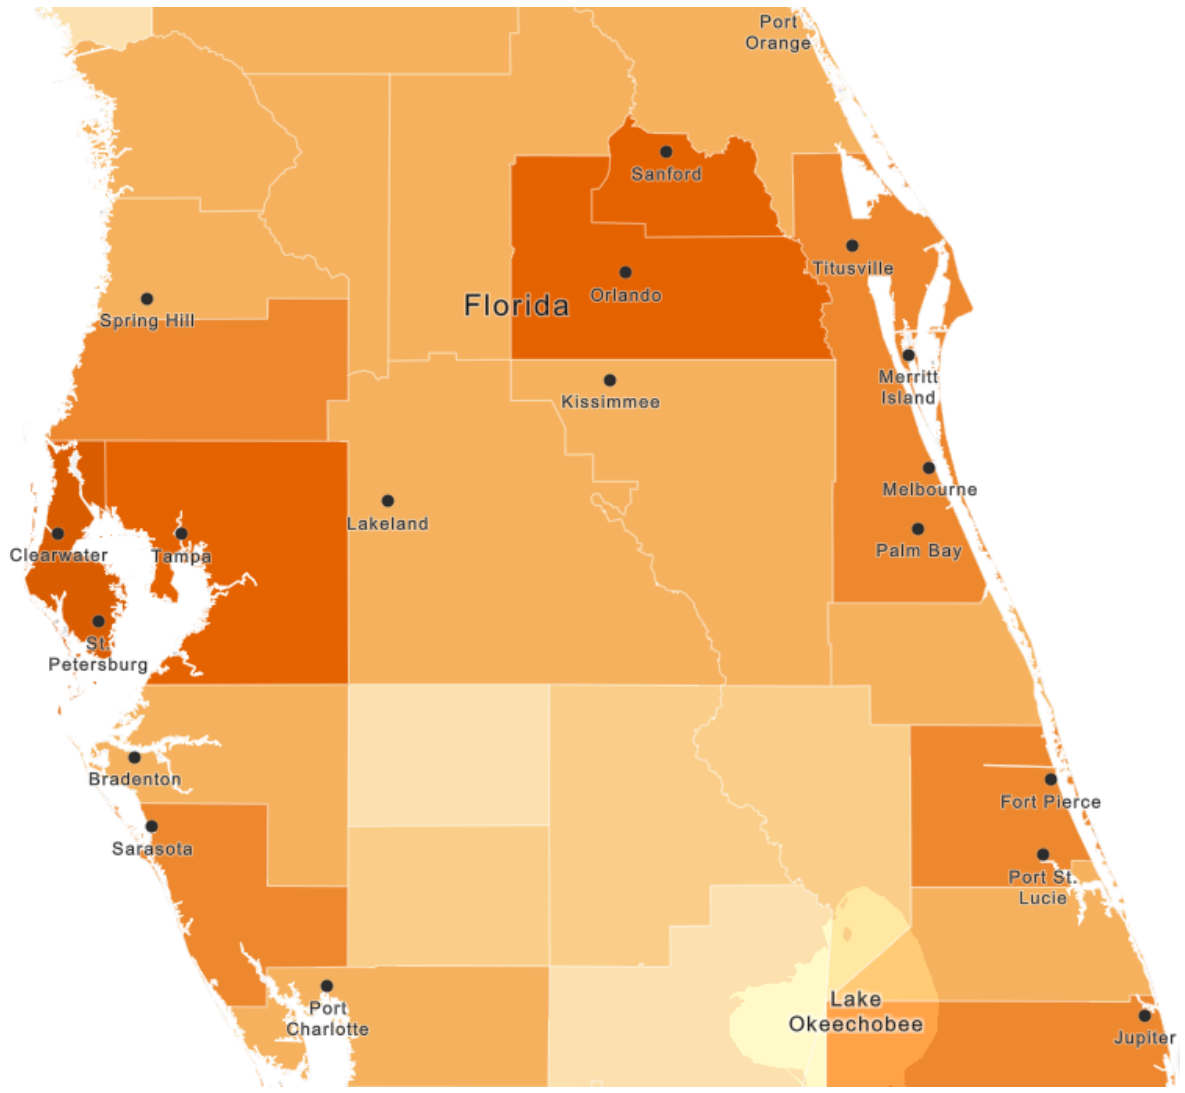 Port
Orange
Sanford
Titusville
Orlando
Florida
Spring Hill
Merritt
Island
Kissimmee
Melbourne
Lakeland
Palm Bay
Clearwater
Tampa
St.
Petersburg
Bradenton
Fort Pierce
Sarasota
Port St.
Lucie
Lake
Okeechobee
Port
Charlotte
Jupiter